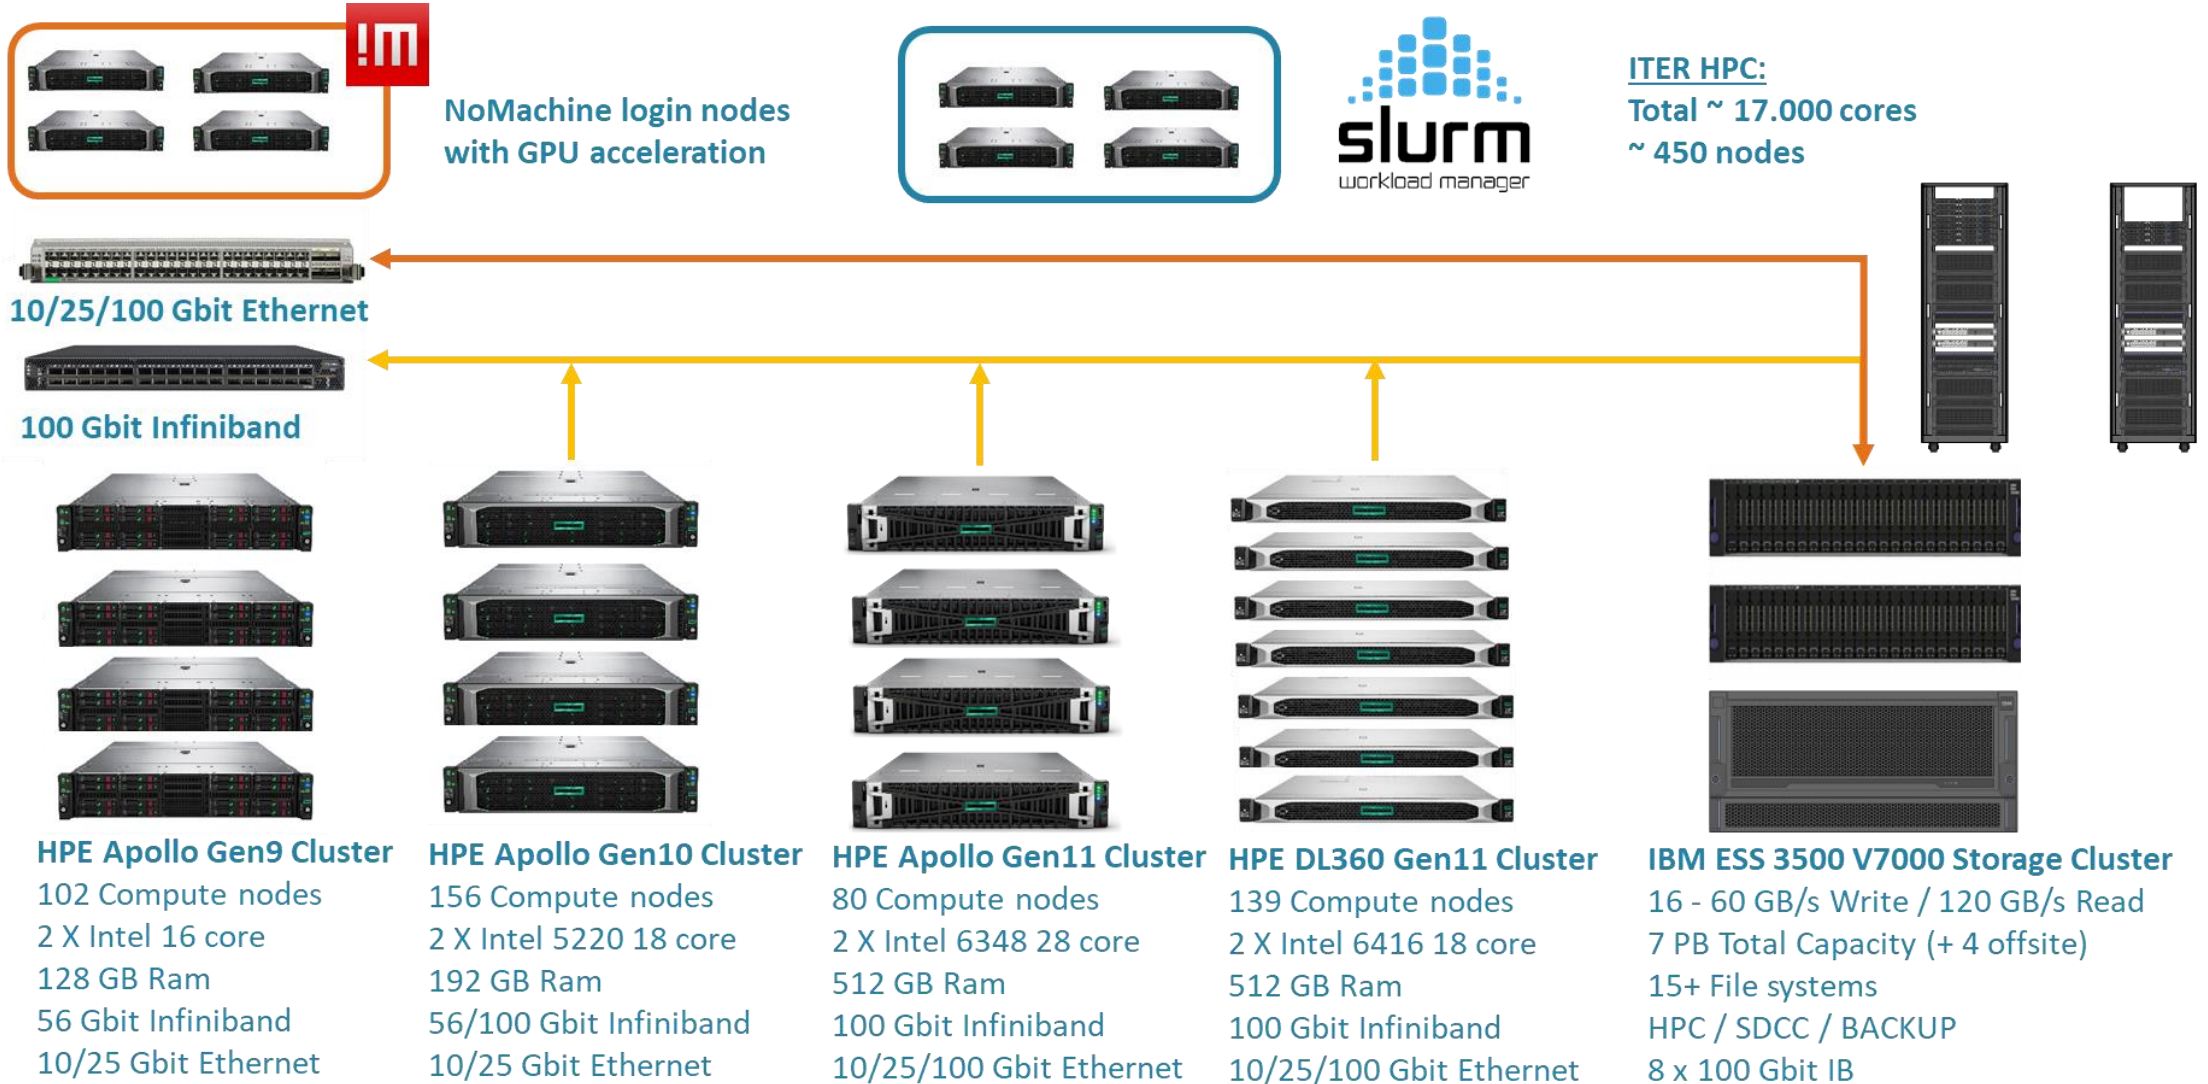 !m
NoMachine login nodes
with GPU acceleration
slurm
workload manager
ITER HPC:
Total ~ 17.000 cores
~ 450 nodes
10/25/100 Gbit Ethernet
100 Gbit Infiniband
HPE Apollo Gen9 Cluster
102 Compute nodes
2 X Intel 16 core
128 GB Ram
56 Gbit Infiniband
10/25 Gbit Ethernet
HPE Apollo Gen10 Cluster
156 Compute nodes
2 X Intel 5220 18 core
192 GB Ram
56/100 Gbit Infiniband
10/25 Gbit Ethernet
HPE Apollo Gen11 Cluster
80 Compute nodes
2 X Intel 6348 28 core
512 GB Ram
100 Gbit Infiniband
10/25/100 Gbit Ethernet
HPE DL360 Gen11 Cluster
139 Compute nodes
2 X Intel 6416 18 core
512 GB Ram
100 Gbit Infiniband
10/25/100 Gbit Ethernet
IBM ESS 3500 V7000 Storage Cluster
16 - 60 GB/s Write / 120 GB/s Read
7 PB Total Capacity (+ 4 offsite)
15+ File systems
HPC / SDCC / BACKUP
8 x 100 Gbit IB